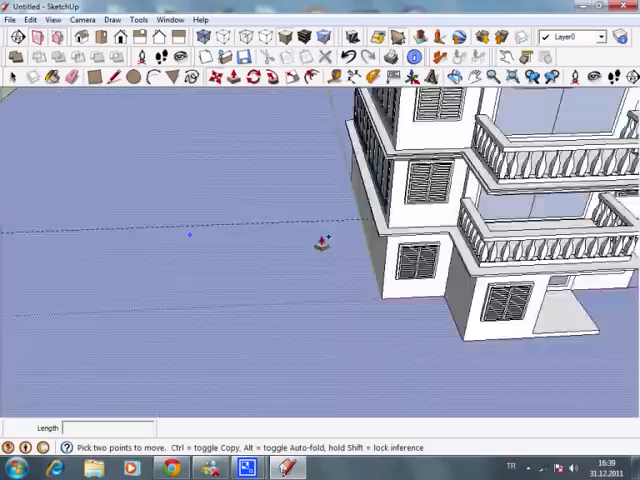 Untitled - SketchUp
File Edit View Camera Draw Tools Window Help
Layer0
Length
Pick two points to move. Ctrl = toggle Copy, Alt = toggle Auto-fold, hold Shift = lock inference
TR
16:39
31.12.2011